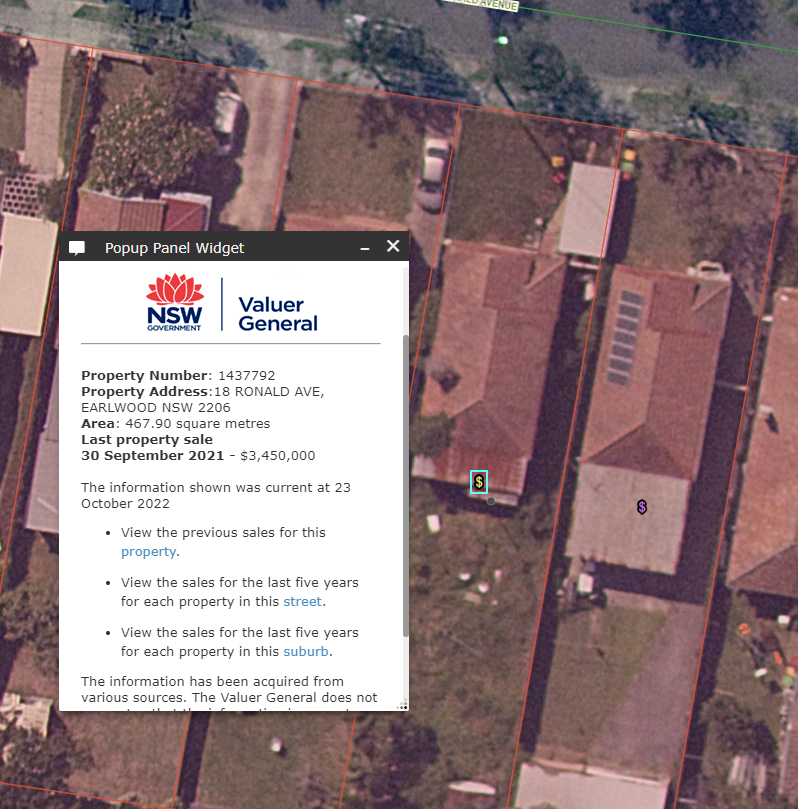 AVENUE
Popup Panel Widget
NSW
GOVERNMENT
Valuer
General
Property Number: 1437792
Property Address:18 RONALD AVE,
EARLWOOD NSW 2206
Area: 467.90 square metres
Last property sale
30 September 2021 - $3,450,000
The information shown was current at 23
October 2022
• View the previous sales for this
property.
• View the sales for the last five years
for each property in this street.
• View the sales for the last five years
for each property in this suburb.
The information has been acquired from
various sources. The Valuer General does not
$
$